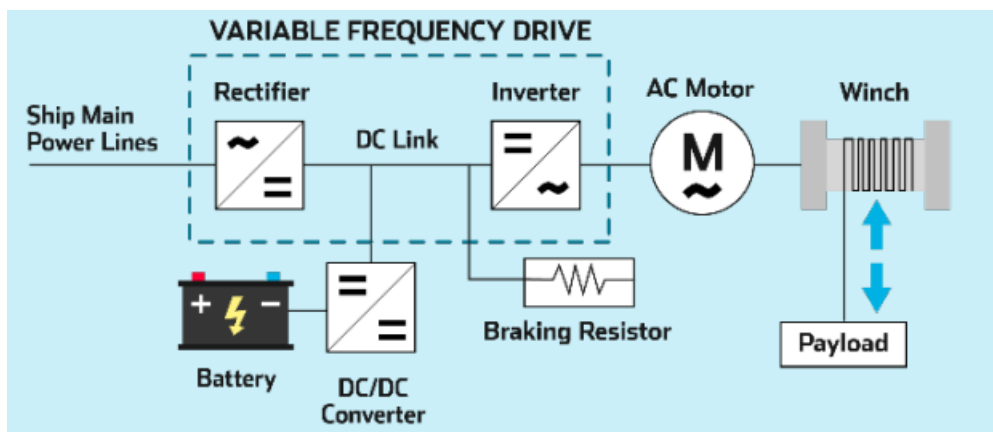 VARIABLE FREQUENCY DRIVE
Rectifier
Inverter
AC Motor
Winch
Ship Main
Power Lines
DC Link
M
+ −
Braking Resistor
Payload
Battery
DC/DC
Converter